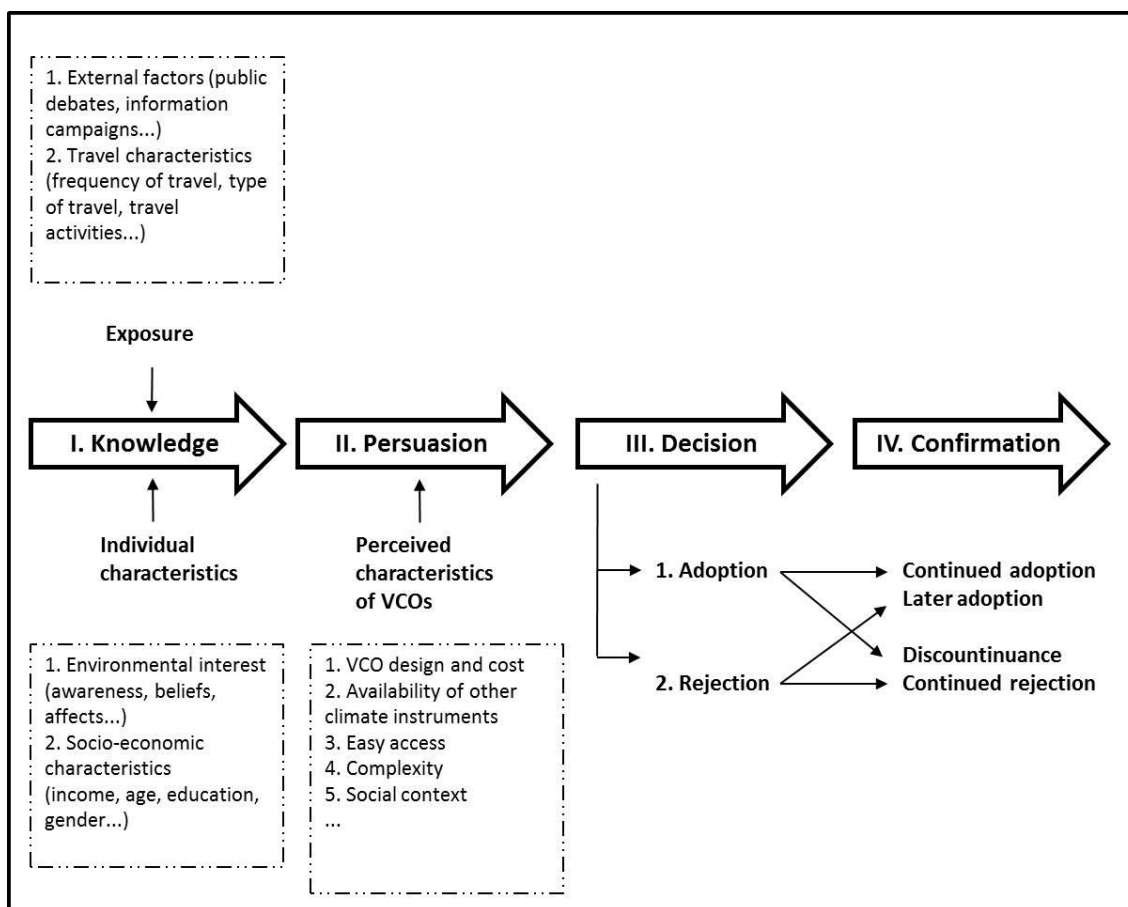 1. External factors (public
debates, information
campaigns...)
2. Travel characteristics
(frequency of travel, type
of travel, travel
activities...)
Exposure
I. Knowledge
II. Persuasion
III. Decision
IV. Confirmation
Individual
characteristics
Perceived
characteristics
of VCOs
1. Adoption
2. Rejection
Continued adoption
Later adoption
Discountinuance
Continued rejection
1. Environmental interest
(awareness, beliefs,
affects...)
2. Socio-economic
characteristics
(income, age, education,
gender...)
1. VCO design and cost
2. Availability of other
climate instruments
3. Easy access
4. Complexity
5. Social context
...